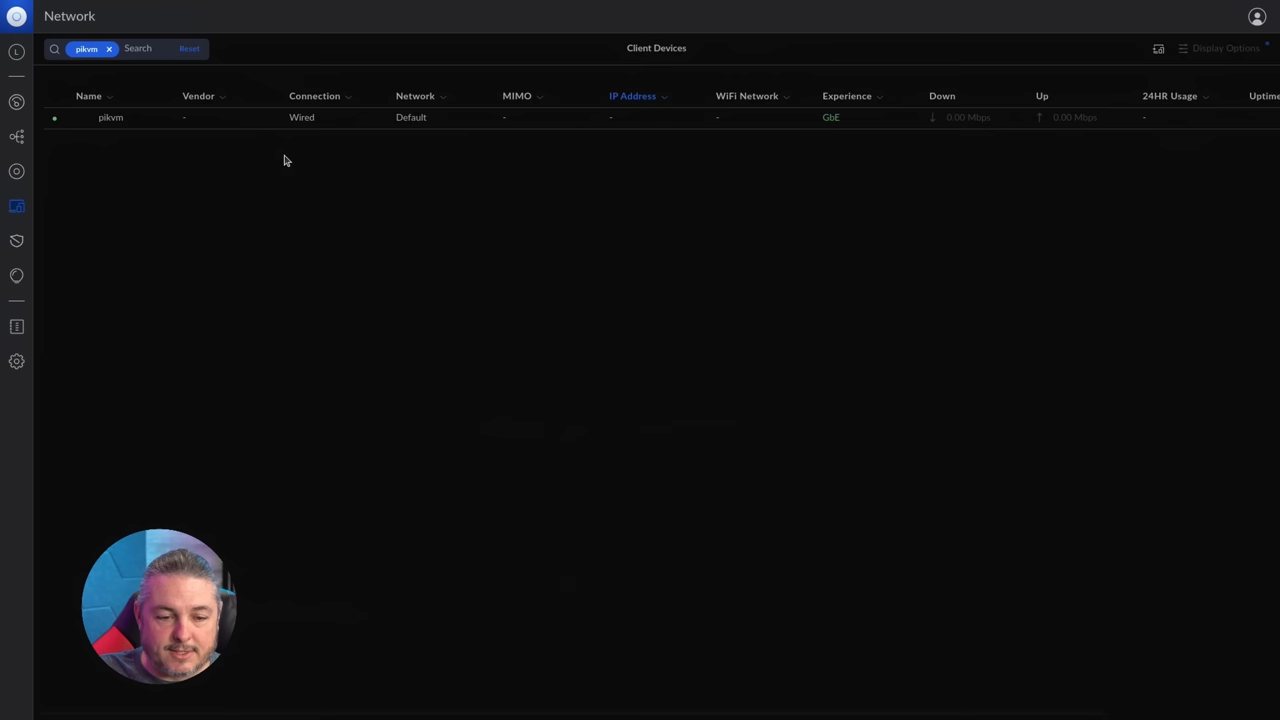 Network
L
pikvm × Search Reset
Client Devices
Display Options
Name Vendor Connection Network MIMO IP Address WiFi Network Experience Down Up 24HR Usage Uptime
pikvm - Wired Default - - - GbE ↓ 0.00 Mbps ↑ 0.00 Mbps -